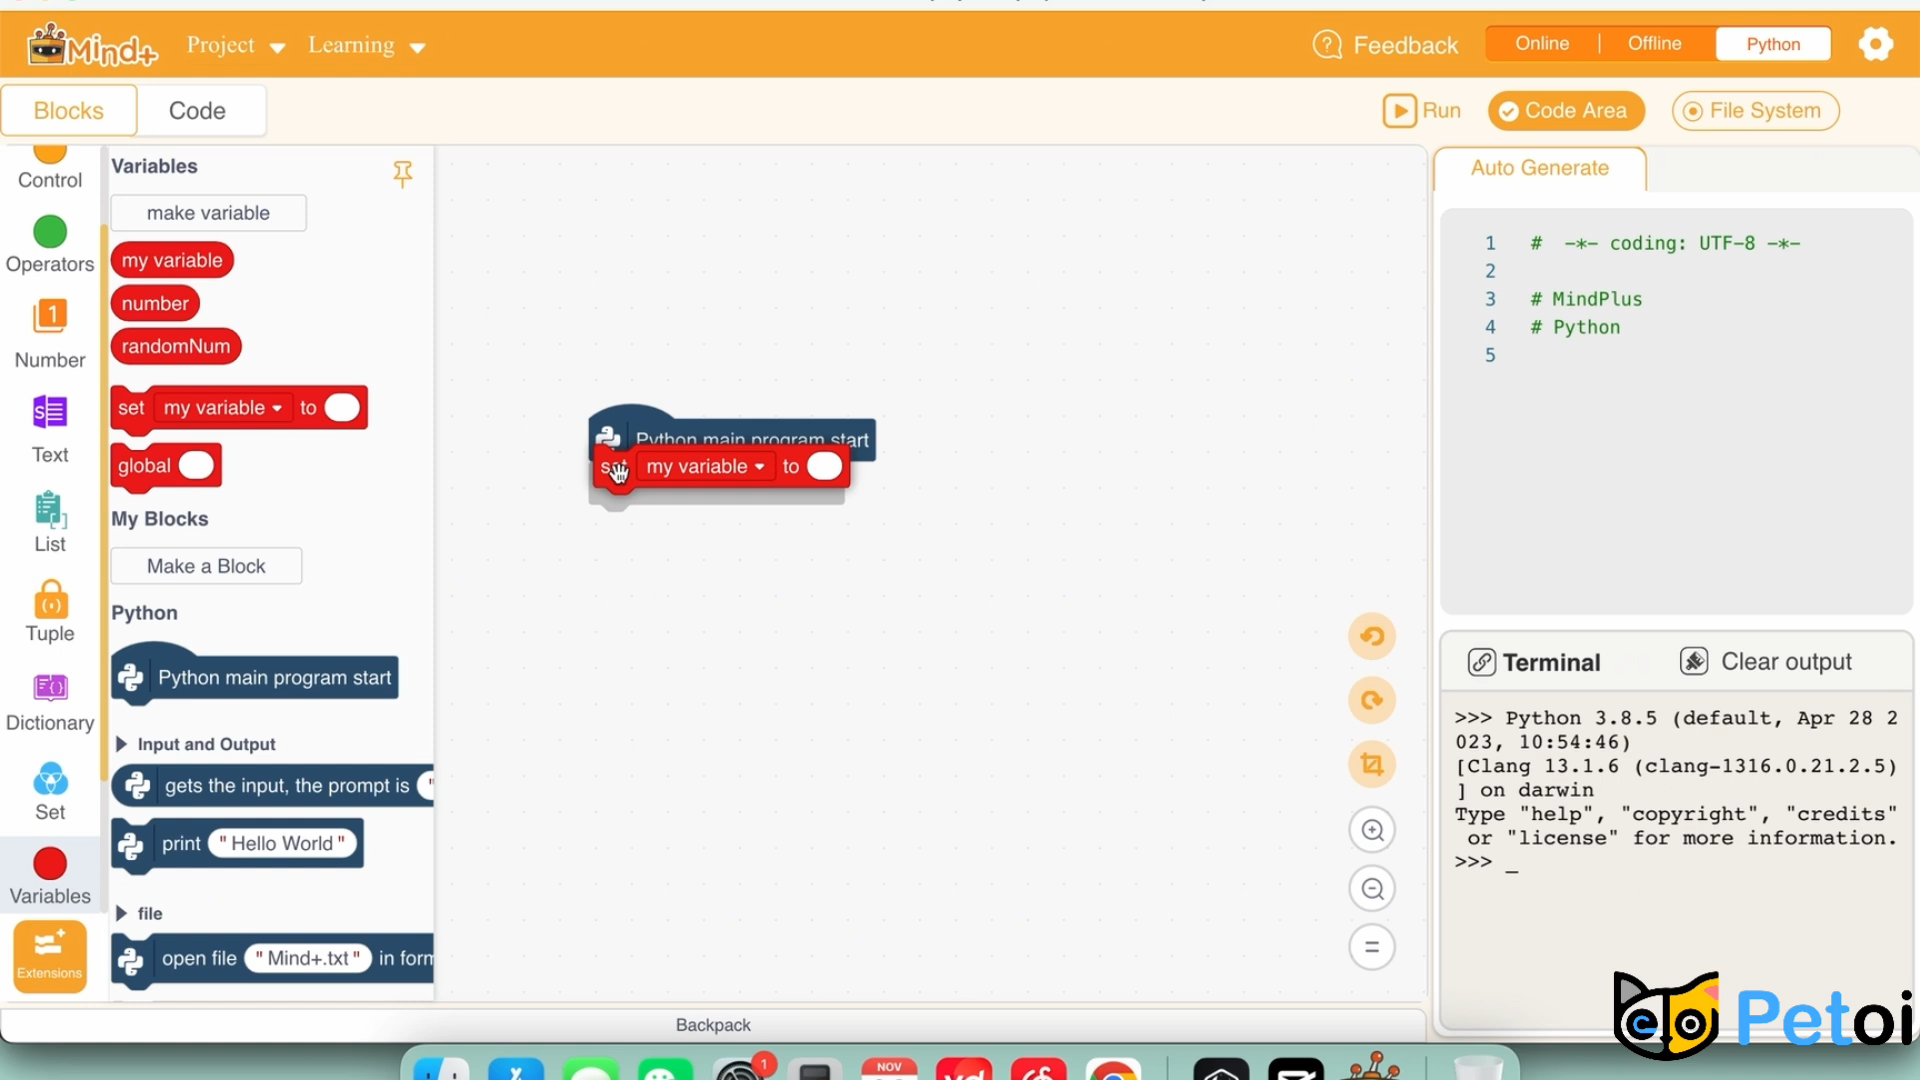 Mind+
Project
Learning
Feedback
Online
Offline
Python
Blocks
Code
Run
Code Area
File System
Control
Operators
1
Number
S
Text
List
Tuple
Dictionary
Set
Variables
Extensions
Variables
make variable
my variable
number
randomNum
set my variable to
global
My Blocks
Make a Block
Python
Python main program start
Input and Output
gets the input, the prompt is "
print "Hello World"
file
open file "Mind+.txt" in form
Python main program start
set my variable to
Auto Generate
1 # -*- coding: UTF-8 -*-
2
3 # MindPlus
4 # Python
5
Terminal
Clear output
>>> Python 3.8.5 (default, Apr 28 2
023, 10:54:46)
[Clang 13.1.6 (clang-1316.0.21.2.5)
] on darwin
Type "help", "copyright", "credits"
or "license" for more information.
>>> _
Backpack
1
NOV
Petoi